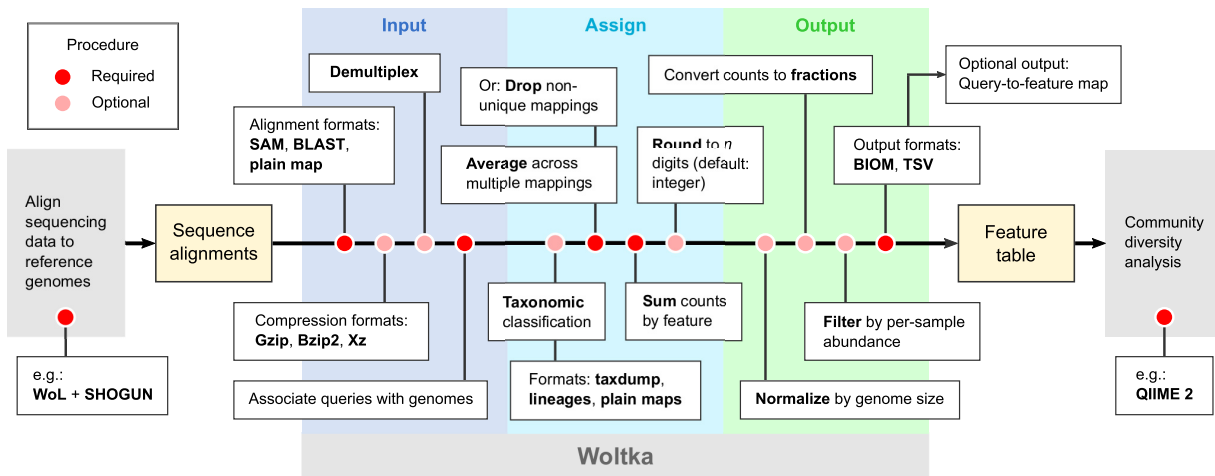 Procedure
Required
Optional
Input
Assign
Output
Demultiplex
Alignment formats:
SAM, BLAST,
plain map
Or: Drop non-
unique mappings
Average across
multiple mappings
Round to n
digits (default:
integer)
Convert counts to fractions
Output formats:
BIOM, TSV
Optional output:
Query-to-feature map
Align
sequencing
data to
reference
genomes
Sequence
alignments
Feature
table
Community
diversity
analysis
e.g.:
WoL + SHOGUN
Compression formats:
Gzip, Bzip2, Xz
Associate queries with genomes
Taxonomic
classification
Formats: taxdump,
lineages, plain maps
Sum counts
by feature
Filter by per-sample
abundance
Normalize by genome size
e.g.:
QIIME 2
Woltka